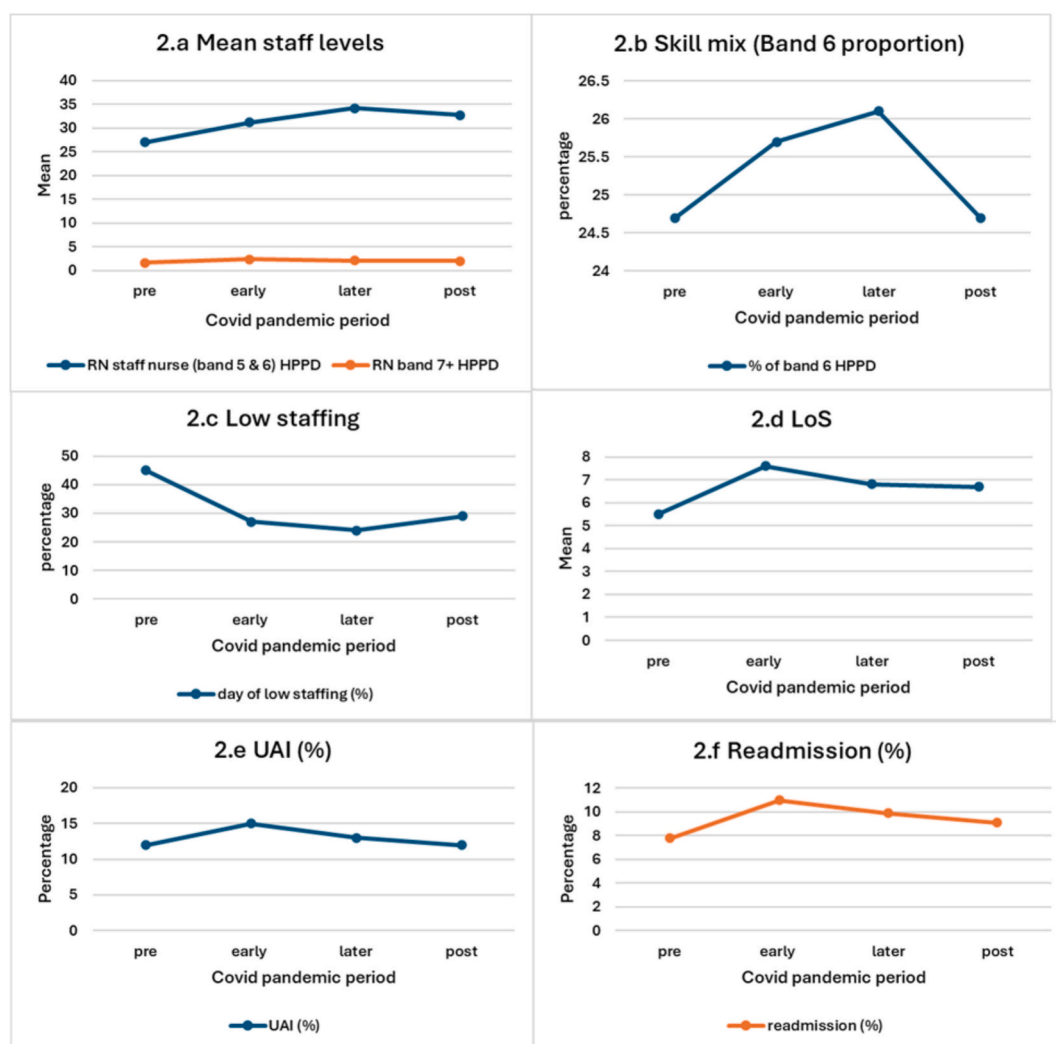 2.a Mean staff levels
40
35
30
25
20
15
10
5
0
Mean
pre early later post
Covid pandemic period
RN staff nurse (band 5 & 6) HPPD RN band 7+ HPPD
2.b Skill mix (Band 6 proportion)
26.5
26
25.5
25
24.5
24
percentage
pre early later post
Covid pandemic period
% of band 6 HPPD
2.c Low staffing
50
40
30
20
10
0
percentage
pre early later post
Covid pandemic period
day of low staffing (%)
2.d LoS
8
7
6
5
4
3
2
1
0
Mean
pre early later post
Covid pandemic period
2.e UAI (%)
20
15
10
5
0
Percentage
pre early later post
Covid pandemic period
UAI (%)
2.f Readmission (%)
12
10
8
6
4
2
0
Percentage
pre early later post
Covid pandemic period
readmission (%)